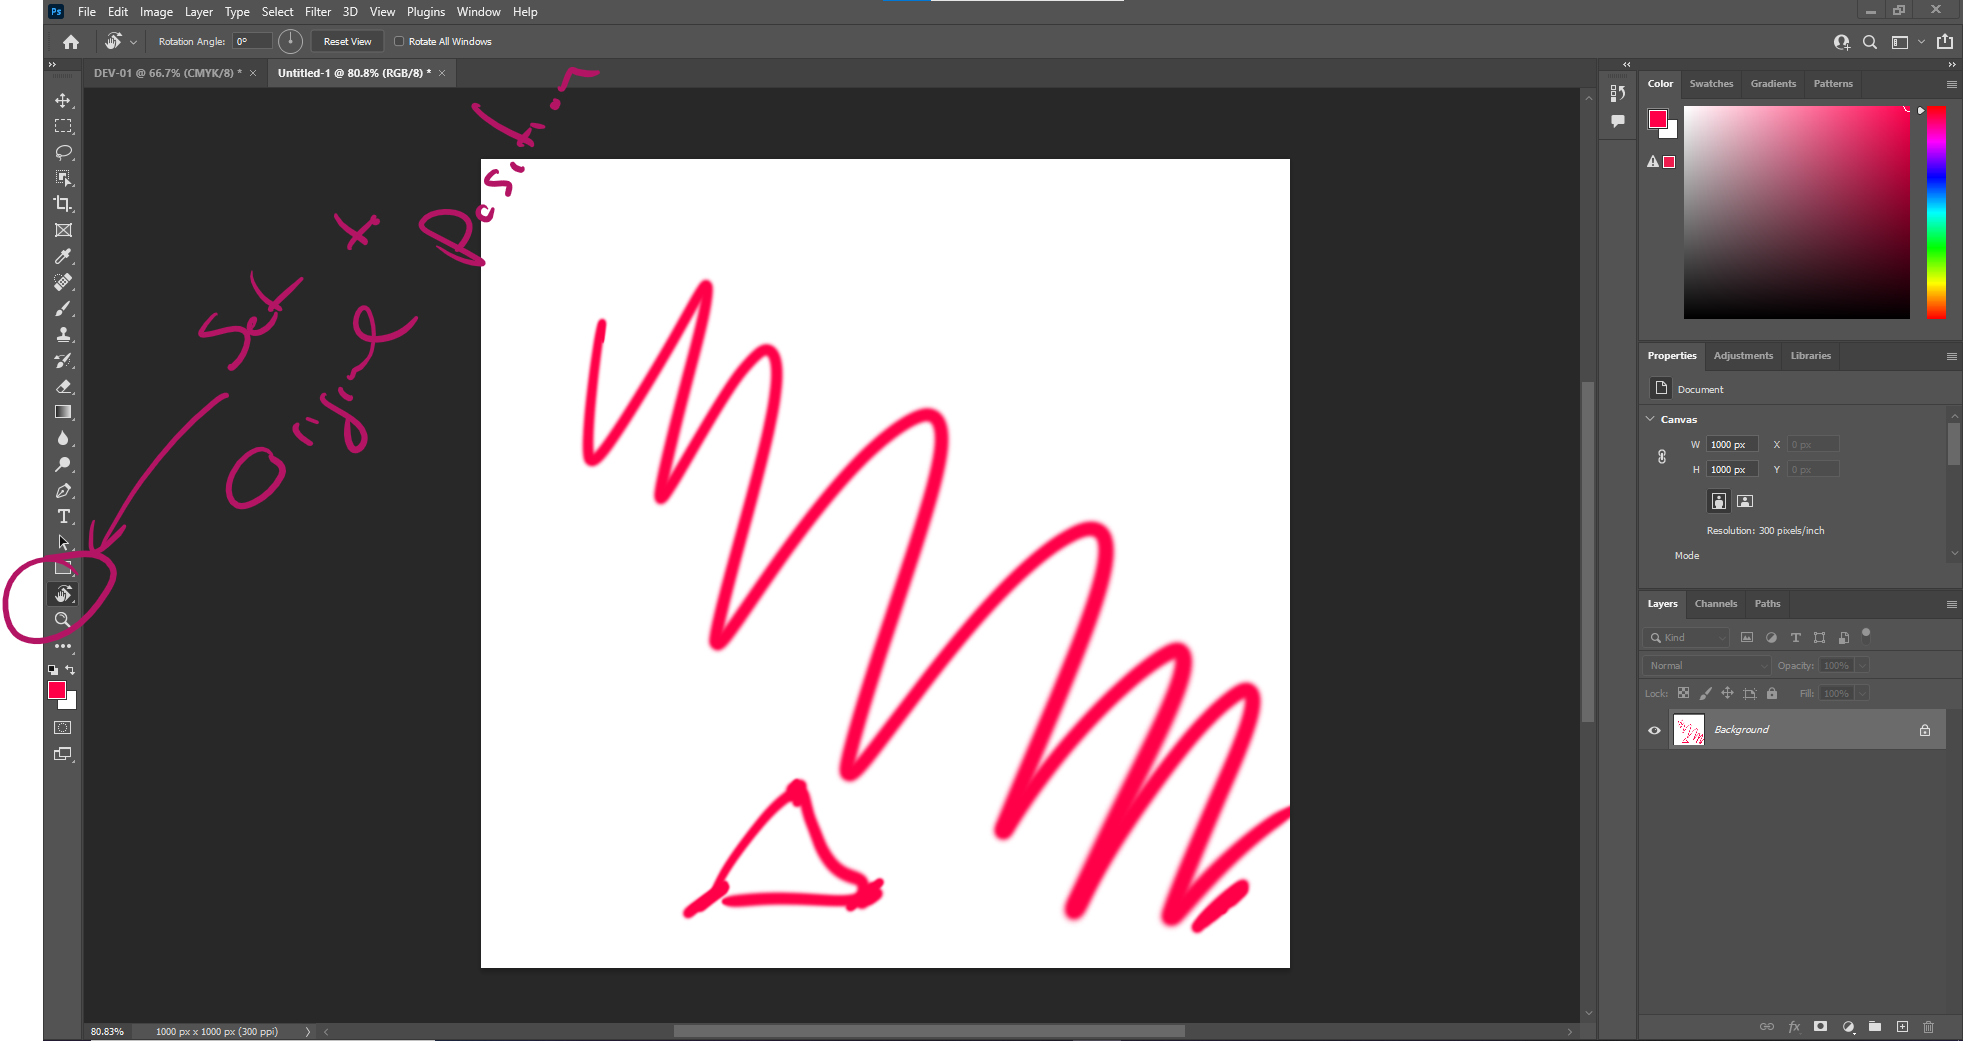 Ps File Edit Image Layer Type Select Filter 3D View Plugins Window Help
Rotation Angle: 0° Reset View Rotate All Windows
DEV-01 @ 66.7% (CMYK/8) * × Untitled-1 @ 80.8% (RGB/8) * ×
Color Swatches Gradients Patterns
Set x Position
Original
Properties Adjustments Libraries
Document
Canvas
W 1000 px X 0 px
H 1000 px Y 0 px
Resolution: 300 pixels/inch
Mode
Layers Channels Paths
Kind
Normal Opacity: 100%
Lock: Fill: 100%
Background
80.83% 1000 px x 1000 px (300 ppi)